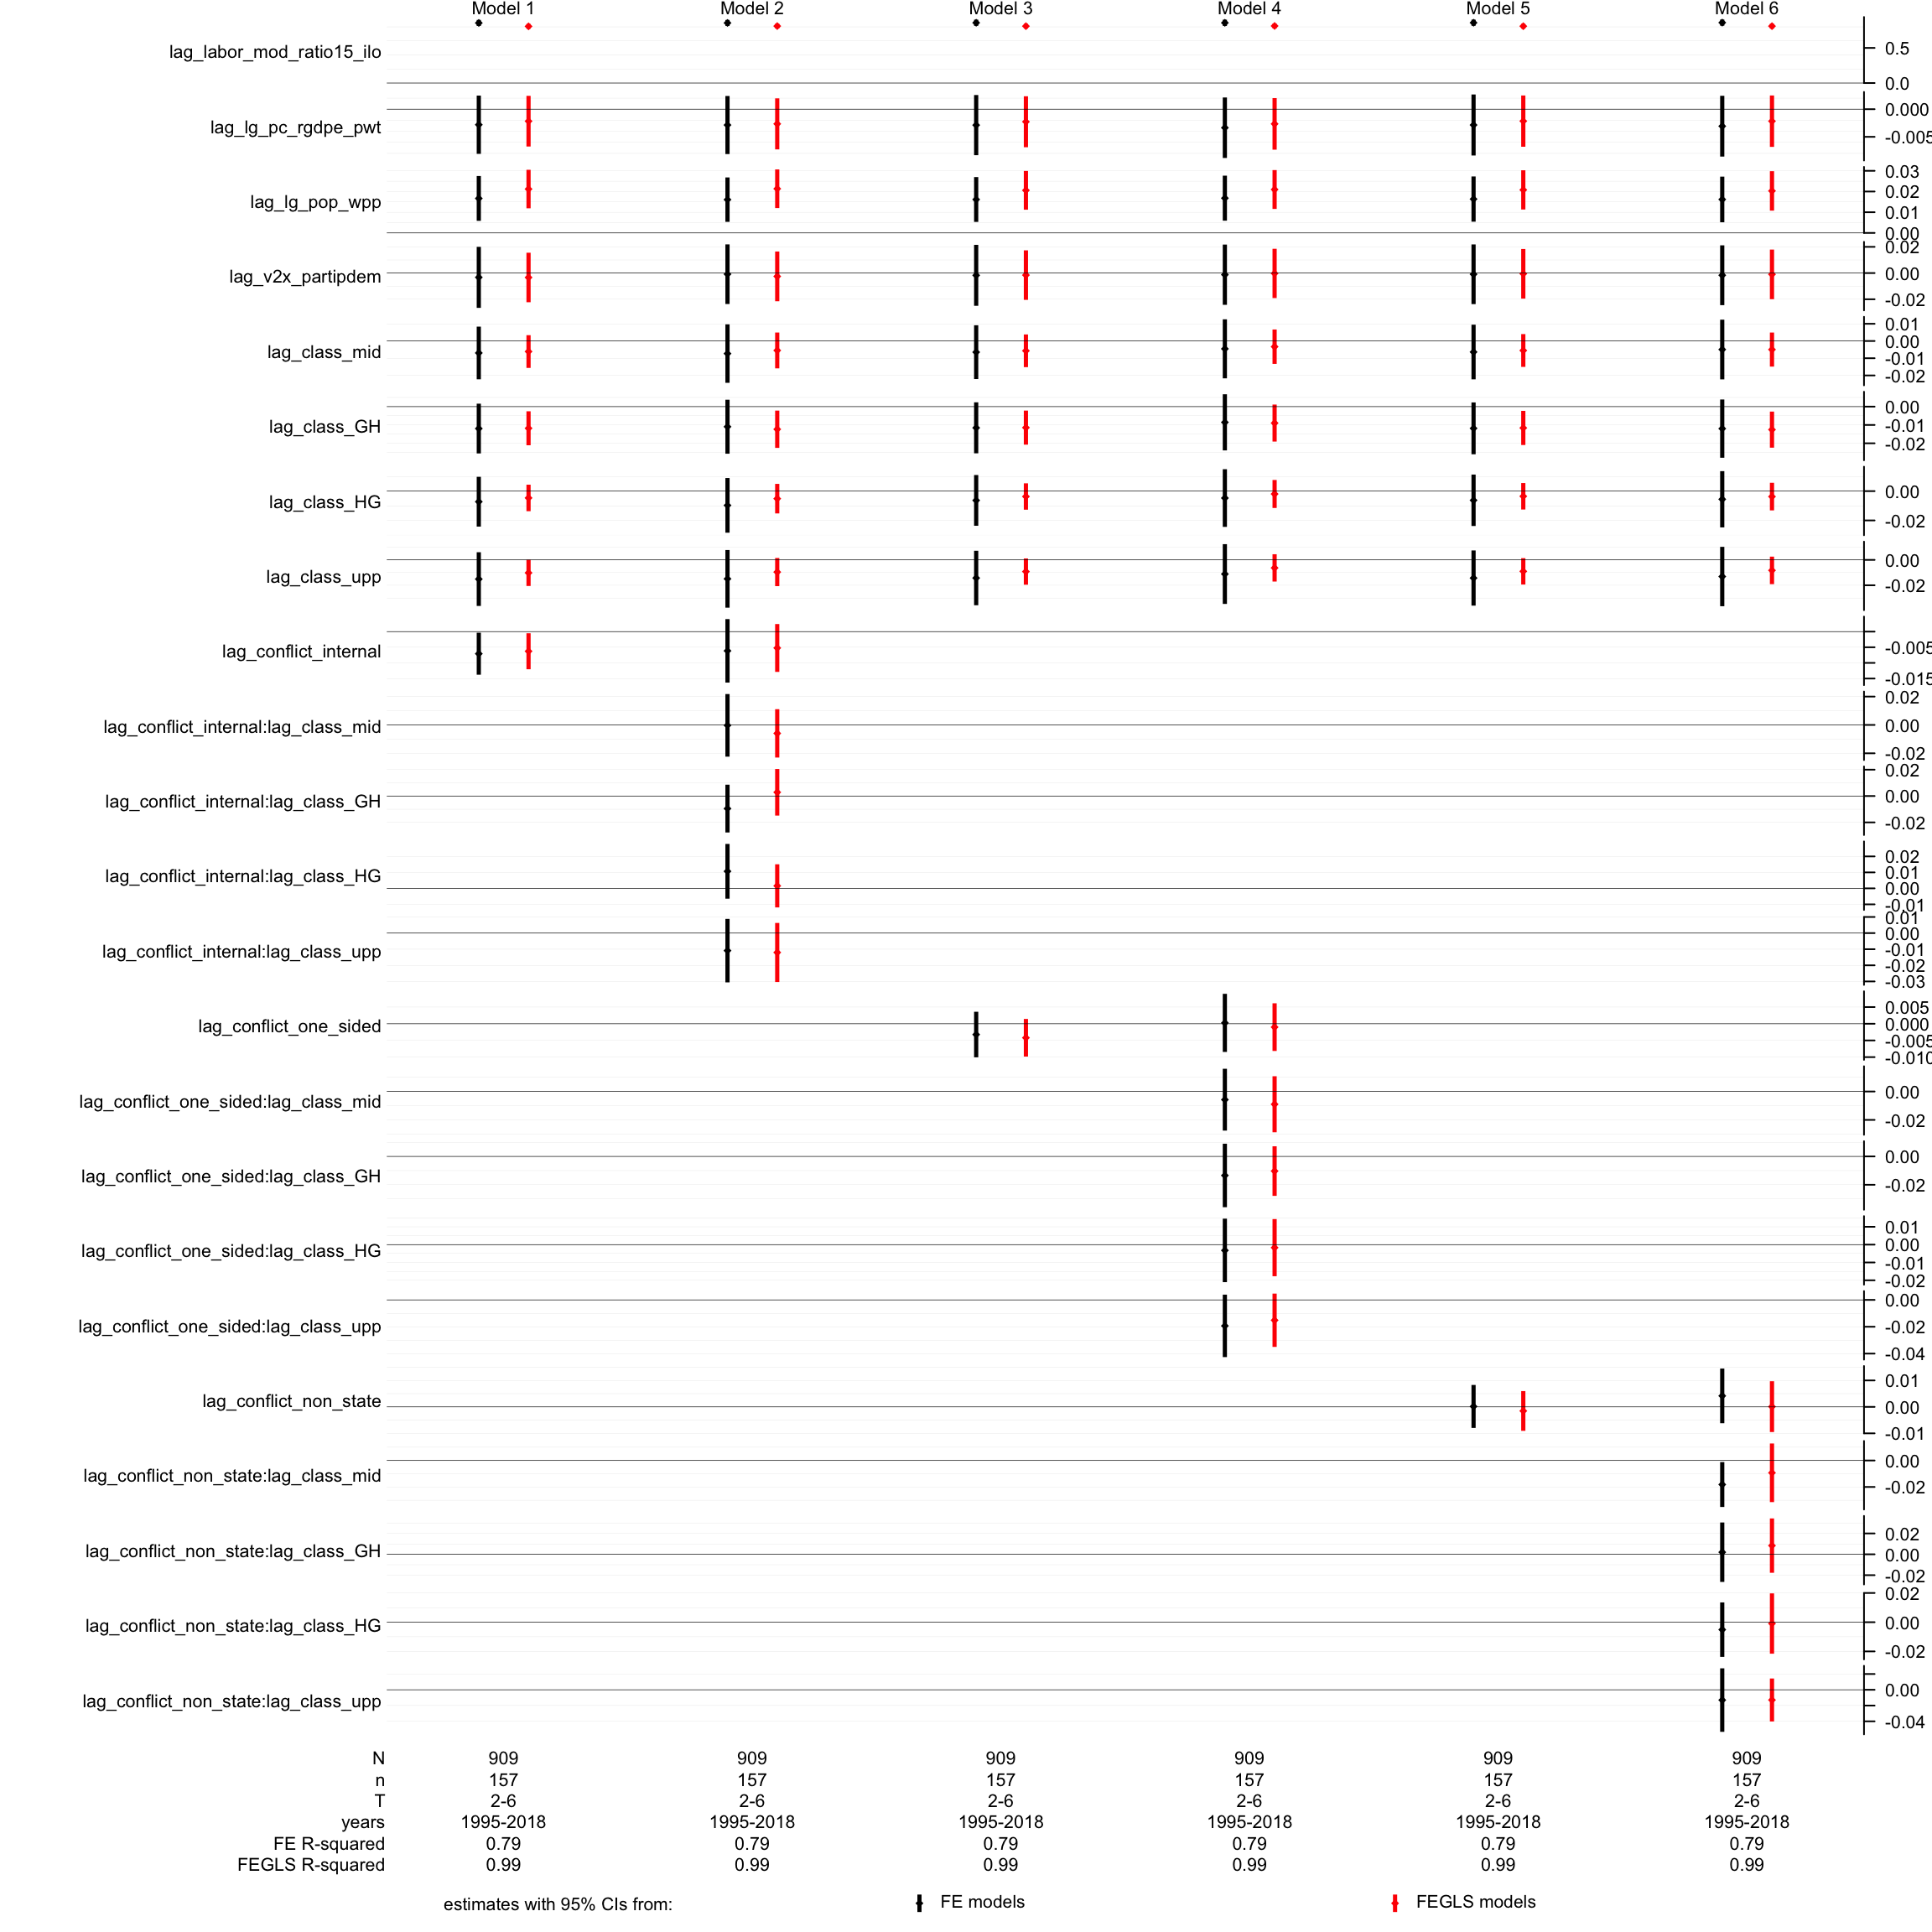 Model 1 Model 2 Model 3 Model 4 Model 5 Model 6
lag_labor_mod_ratio15_ilo
0.5
0.0
lag_lg_pc_rgdpe_pwt
0.000
-0.005
lag_lg_pop_wpp
0.03
0.02
0.01
0.00
lag_v2x_partipdem
0.02
0.00
-0.02
lag_class_mid
0.01
0.00
-0.01
-0.02
lag_class_GH
0.00
-0.01
-0.02
lag_class_HG
0.00
-0.02
lag_class_upp
0.00
-0.02
lag_conflict_internal
-0.005
-0.015
lag_conflict_internal:lag_class_mid
0.02
0.00
-0.02
lag_conflict_internal:lag_class_GH
0.02
0.00
-0.02
lag_conflict_internal:lag_class_HG
0.02
0.01
0.00
-0.01
lag_conflict_internal:lag_class_upp
0.01
0.00
-0.01
-0.02
-0.03
lag_conflict_one_sided
0.005
0.000
-0.005
-0.010
lag_conflict_one_sided:lag_class_mid
0.00
-0.02
lag_conflict_one_sided:lag_class_GH
0.00
-0.02
lag_conflict_one_sided:lag_class_HG
0.01
0.00
-0.01
-0.02
lag_conflict_one_sided:lag_class_upp
0.00
-0.02
-0.04
lag_conflict_non_state
0.01
0.00
-0.01
lag_conflict_non_state:lag_class_mid
0.00
-0.02
lag_conflict_non_state:lag_class_GH
0.02
0.00
-0.02
lag_conflict_non_state:lag_class_HG
0.02
0.00
-0.02
lag_conflict_non_state:lag_class_upp
0.00
-0.04
N 909 909 909 909 909 909
n 157 157 157 157 157 157
T 2-6 2-6 2-6 2-6 2-6 2-6
years 1995-2018 1995-2018 1995-2018 1995-2018 1995-2018 1995-2018
FE R-squared 0.79 0.79 0.79 0.79 0.79 0.79
FEGLS R-squared 0.99 0.99 0.99 0.99 0.99 0.99
estimates with 95% CIs from: FE models FEGLS models